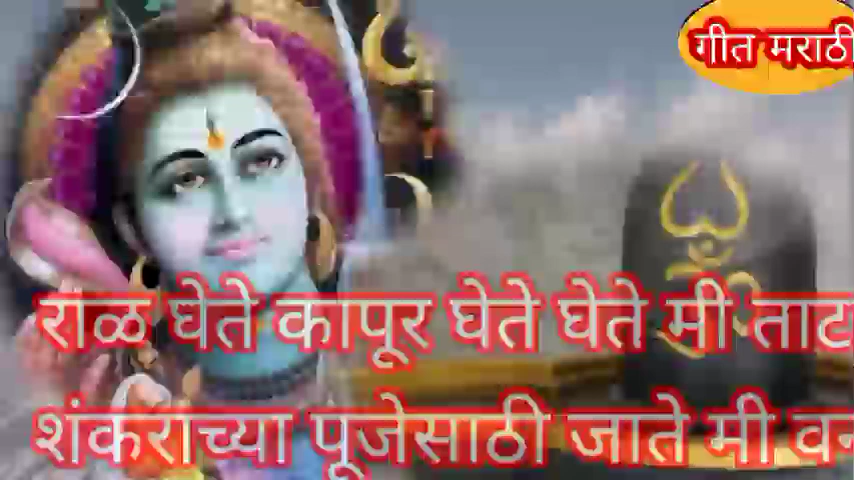 गीत मराठी
राळ घेते कापूर घेते घेते मी ताट
शंकराच्या पूजेसाठी जाते मी